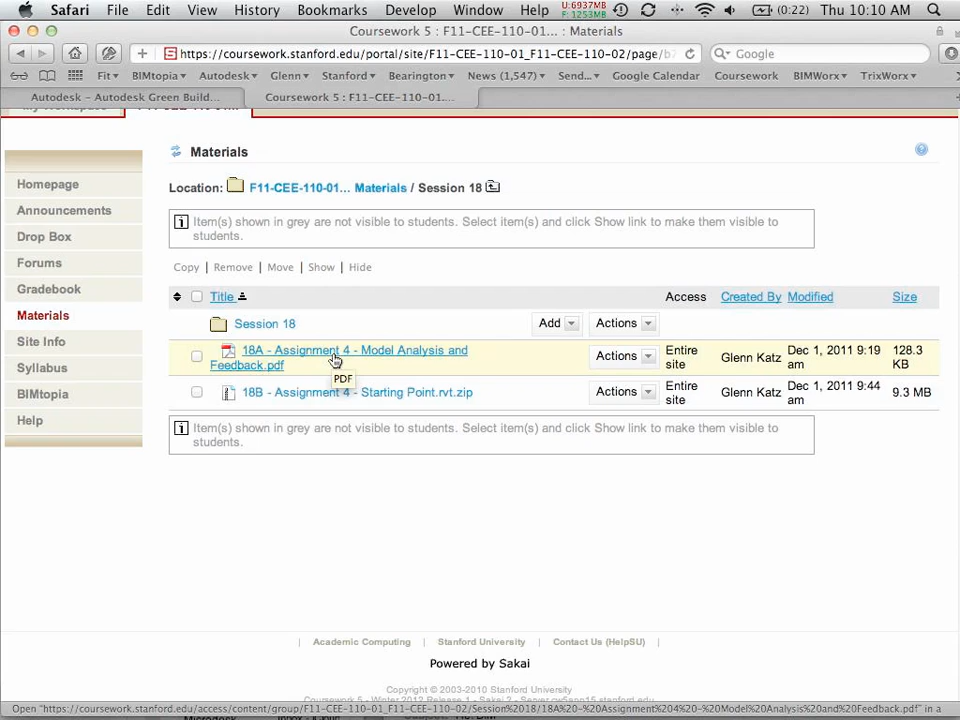 Safari File Edit View History Bookmarks Develop Window Help U:6937MB F:1253MB (0:22) Thu 10:10 AM
Coursework 5 : F11-CEE-110-01... : Materials
https://coursework.stanford.edu/portal/site/F11-CEE-110-01_F11-CEE-110-02/page/b Google
Fit BIMtopia Autodesk Glenn Stanford Bearington News (1,547) Send... Google Calendar Coursework BIMWorx TrixWorx
Autodesk – Autodesk Green Build... Coursework 5 : F11-CEE-110-01....
Materials
Location: F11-CEE-110-01... Materials / Session 18
Homepage
Announcements
Drop Box
Forums
Gradebook
Materials
Site Info
Syllabus
BIMtopia
Help
Item(s) shown in grey are not visible to students. Select item(s) and click Show link to make them visible to
students.
Copy | Remove | Move | Show | Hide
Title Access Created By Modified Size
Session 18 Add Actions
18A - Assignment 4 - Model Analysis and
Feedback.pdf Actions Entire site Glenn Katz Dec 1, 2011 9:19 am 128.3 KB
PDF
18B - Assignment 4 - Starting Point.rvt.zip Actions Entire site Glenn Katz Dec 1, 2011 9:44 am 9.3 MB
Item(s) shown in grey are not visible to students. Select item(s) and click Show link to make them visible to
students.
| Academic Computing | Stanford University | Contact Us (HelpSU) |
Powered by Sakai
Copyright © 2003-2010 Stanford University
Open "https://coursework.stanford.edu/access/content/group/F11-CEE-110-01_F11-CEE-110-02/Session%2018/18A%20-%20Assignment%204%20-%20Model%20Analysis%20and%20Feedback.pdf" in a